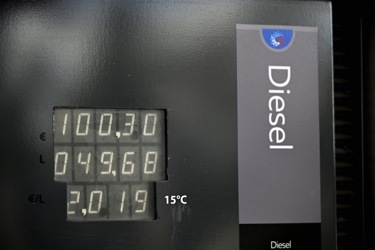 € 100,30
L 049,68
€/L 2,019 15°C
Diesel
Diesel